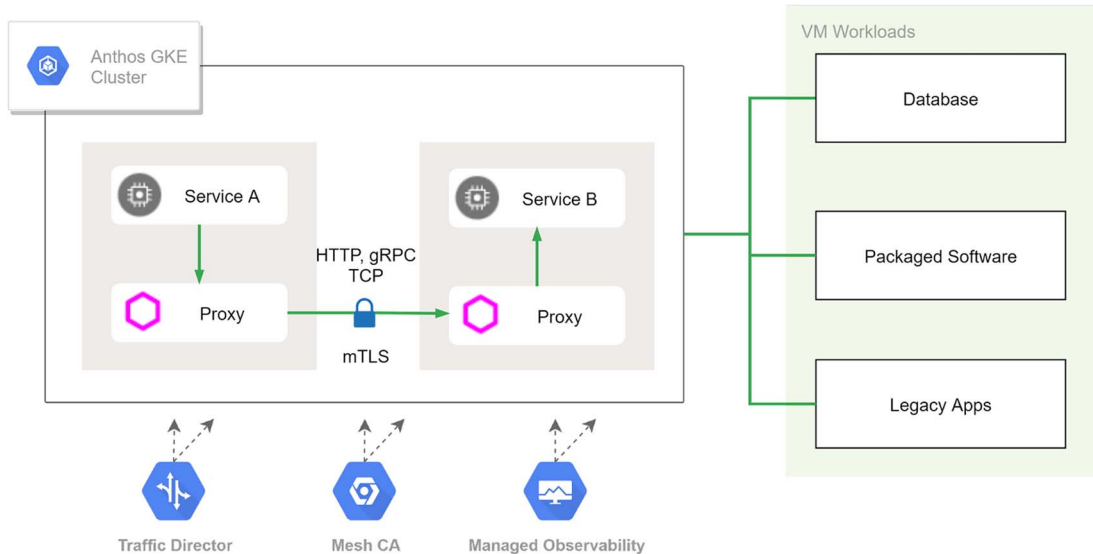 Anthos GKE
Cluster
Service A
Proxy
HTTP, gRPC
TCP
mTLS
Service B
Proxy
VM Workloads
Database
Packaged Software
Legacy Apps
Traffic Director
Mesh CA
Managed Observability